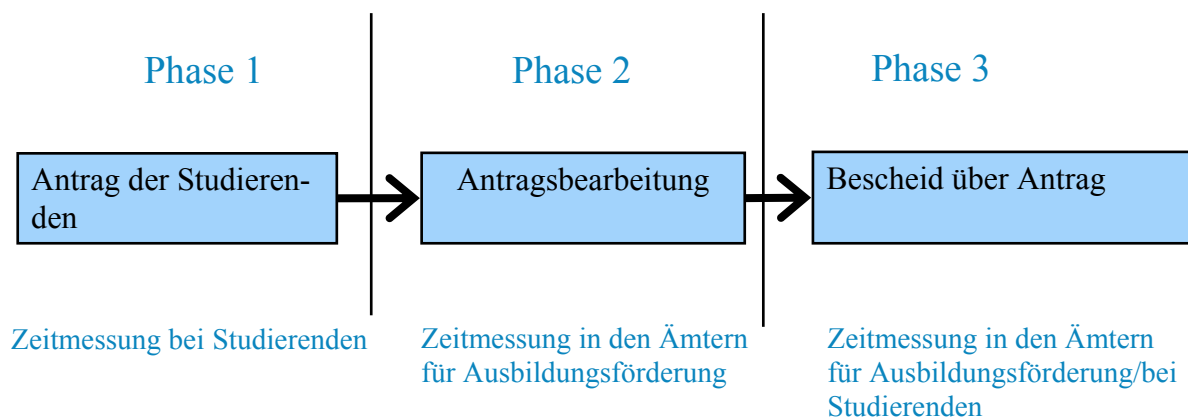 Phase 1
Phase 2
Phase 3
Antrag der Studieren-
den
Antragsbearbeitung
Bescheid über Antrag
Zeitmessung bei Studierenden
Zeitmessung in den Ämtern
für Ausbildungsförderung
Zeitmessung in den Ämtern
für Ausbildungsförderung/bei
Studierenden